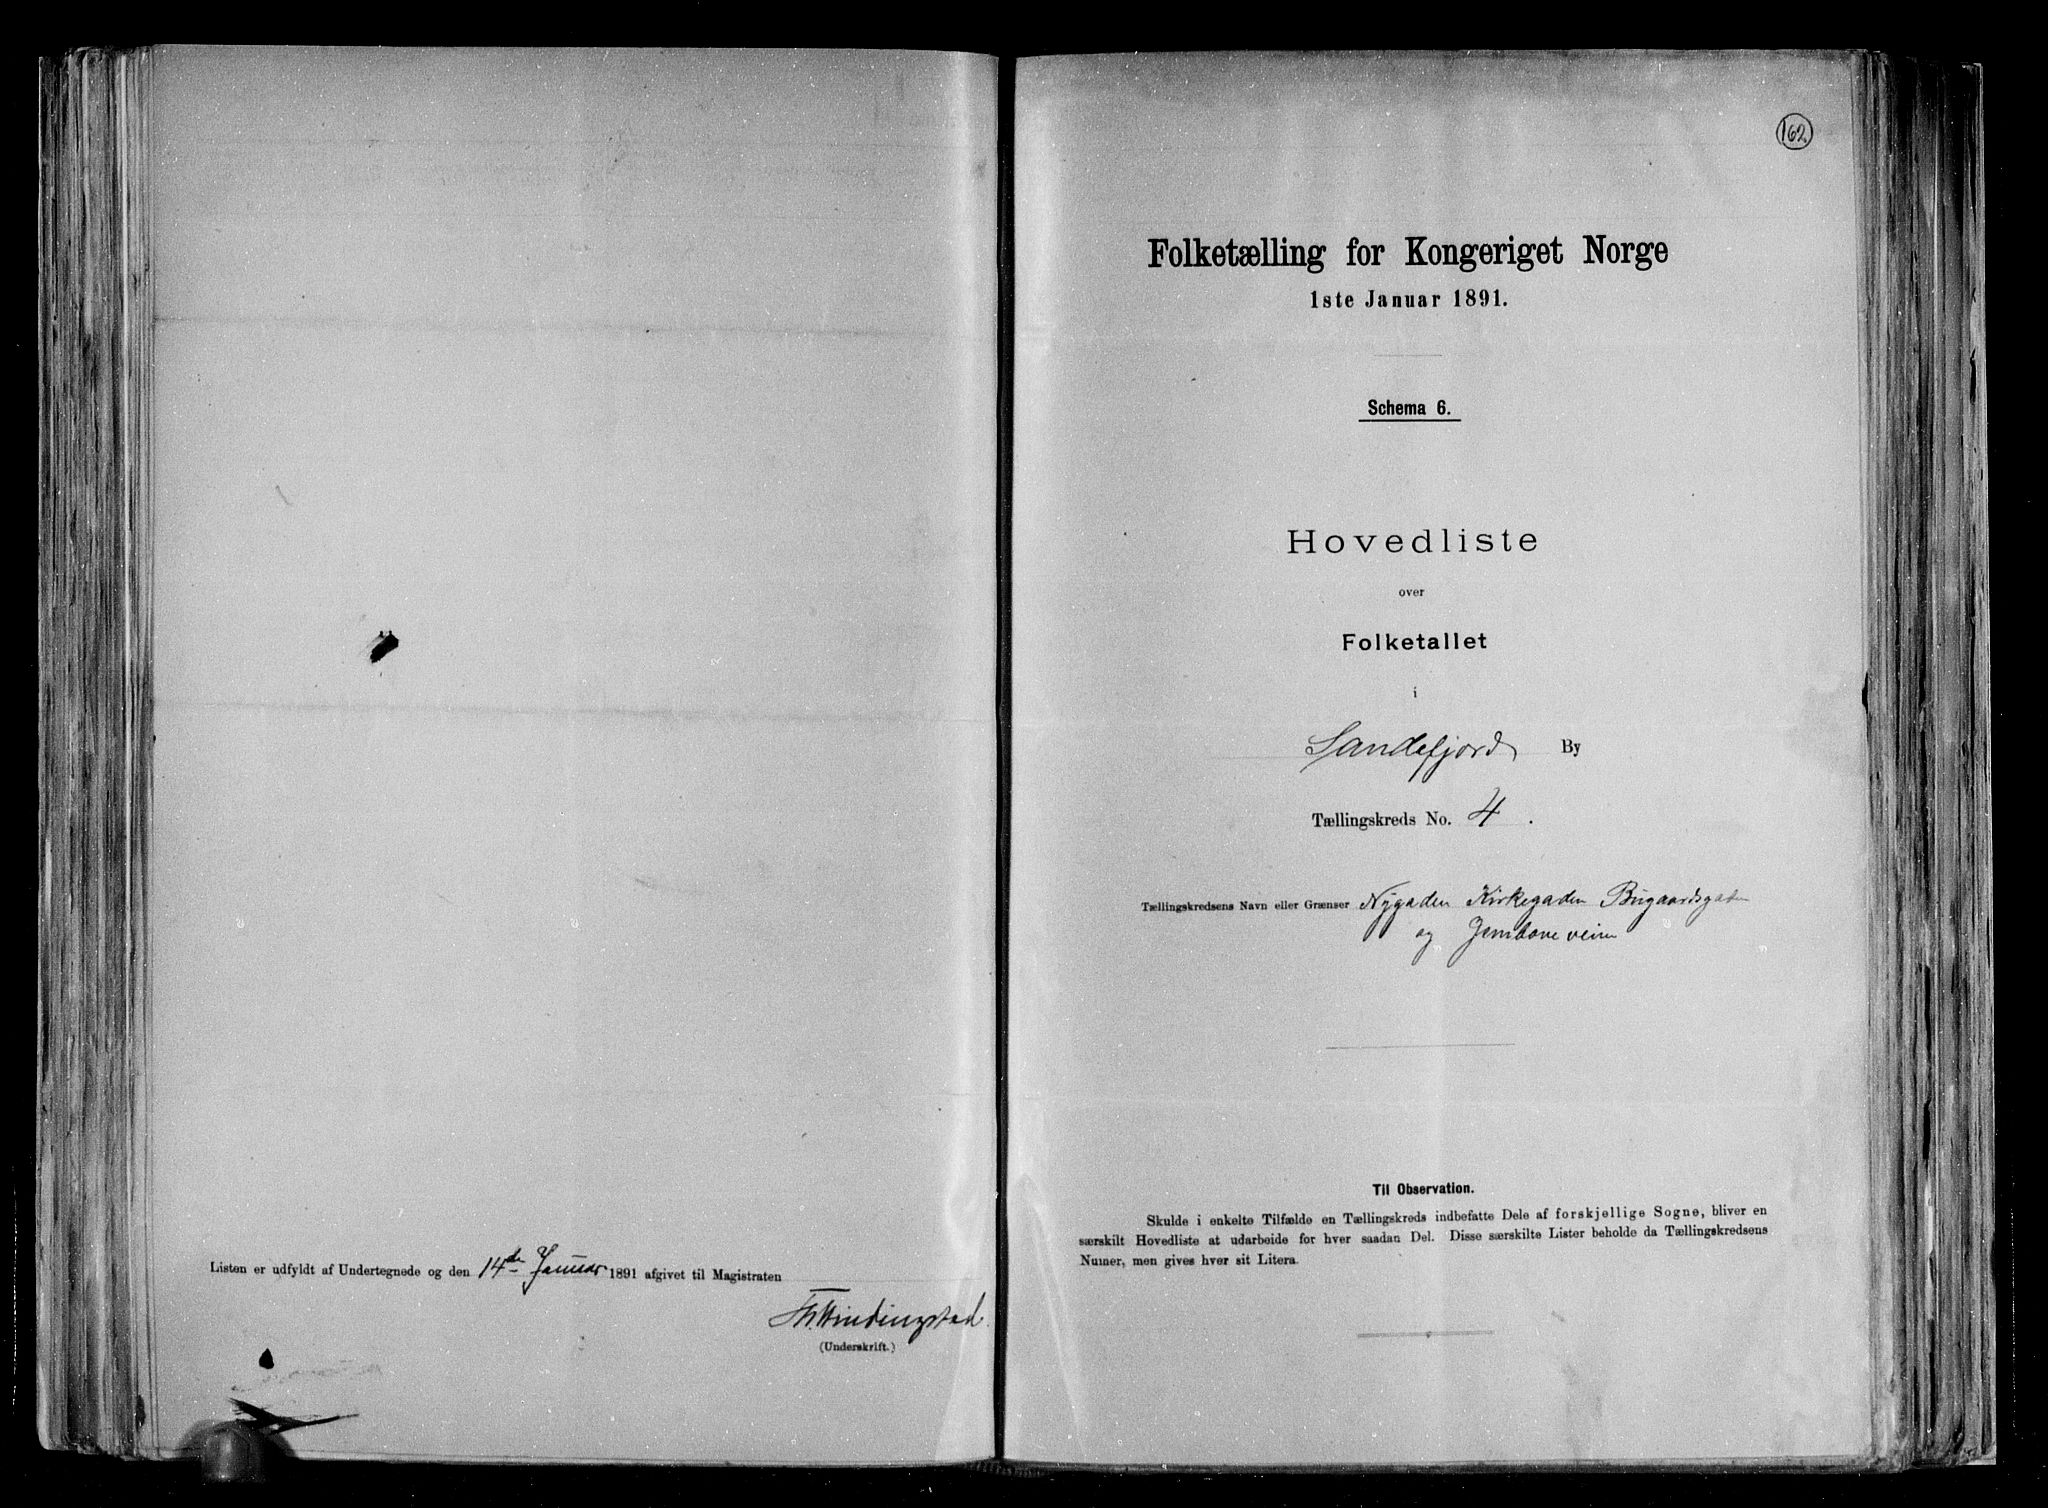 Listen er udfyldt af Undertegnede og den 14de Januar 1891 afgivet til Magistraten
Th. Hindingstad.
(Underskrift.)
162
Folketælling for Kongeriget Norge
1ste Januar 1891.
Schema 6.
Hovedliste
over
Folketallet
i
Sandefjord By
Tællingskreds No. 4.
Tællingskredsens Navn eller Grænser Nygaden Kirkegaden Bugaardsgaden
og Jernbaneveien
Til Observation.
Skulde i enkelte Tilfælde en Tællingskreds indbefatte Dele af forskjellige Sogne, bliver en
særskilt Hovedliste at udarbeide for hver saadan Del. Disse særskilte Lister beholde da Tællingskredsens
Numer, men gives hver sit Litera.